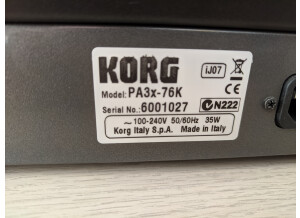 KORG
iJ07
Model: PA3x-76K
CE
Serial No.: 6001027
N222
~ 100-240V 50/60Hz 35W
Korg Italy S.p.A. Made in Italy